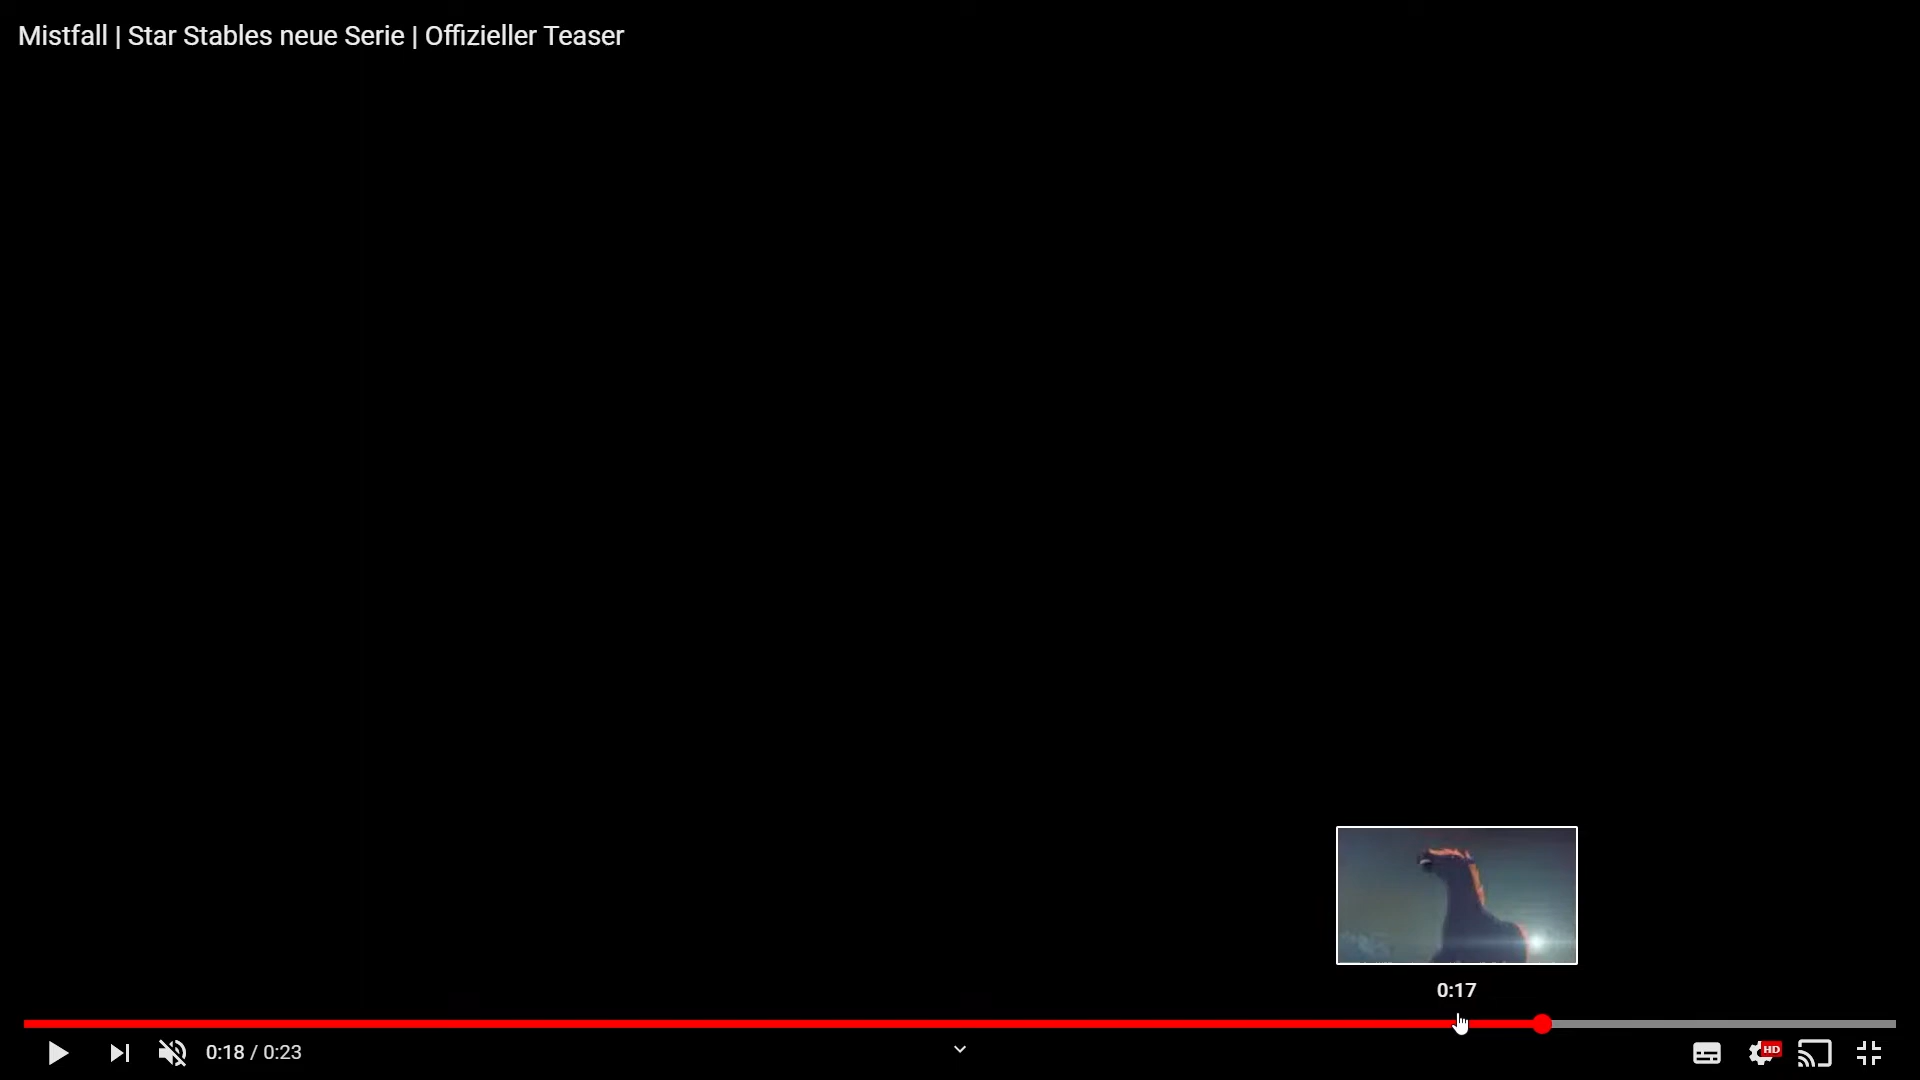 Mistfall | Star Stables neue Serie | Offizieller Teaser
0:17
0:18 / 0:23
HD